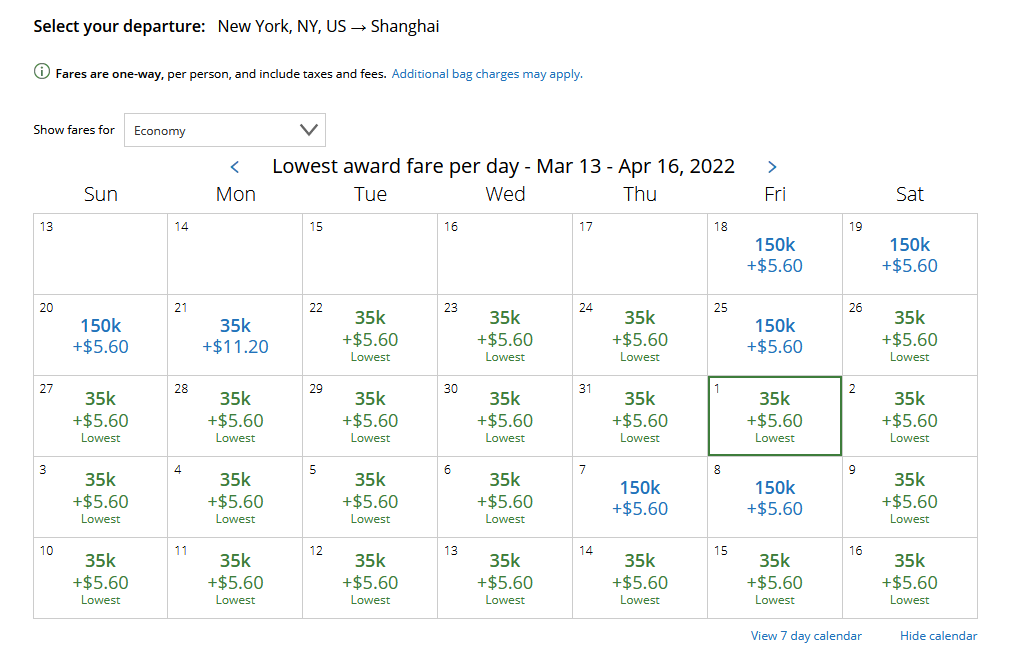 Select your departure: New York, NY, US → Shanghai
Fares are one-way, per person, and include taxes and fees. Additional bag charges may apply.
Show fares for Economy
< Lowest award fare per day - Mar 13 - Apr 16, 2022 >
Sun Mon Tue Wed Thu Fri Sat
13 14 15 16 17 18 19
150k 150k
+$5.60 +$5.60
20 21 22 23 24 25 26
150k 35k 35k 35k 35k 150k 35k
+$5.60 +$11.20 +$5.60 +$5.60 +$5.60 +$5.60 +$5.60
Lowest Lowest Lowest Lowest
27 28 29 30 31 1 2
35k 35k 35k 35k 35k 35k 35k
+$5.60 +$5.60 +$5.60 +$5.60 +$5.60 +$5.60 +$5.60
Lowest Lowest Lowest Lowest Lowest Lowest Lowest
3 4 5 6 7 8 9
35k 35k 35k 35k 150k 150k 35k
+$5.60 +$5.60 +$5.60 +$5.60 +$5.60 +$5.60 +$5.60
Lowest Lowest Lowest Lowest Lowest
10 11 12 13 14 15 16
35k 35k 35k 35k 35k 35k 35k
+$5.60 +$5.60 +$5.60 +$5.60 +$5.60 +$5.60 +$5.60
Lowest Lowest Lowest Lowest Lowest Lowest Lowest
View 7 day calendar Hide calendar